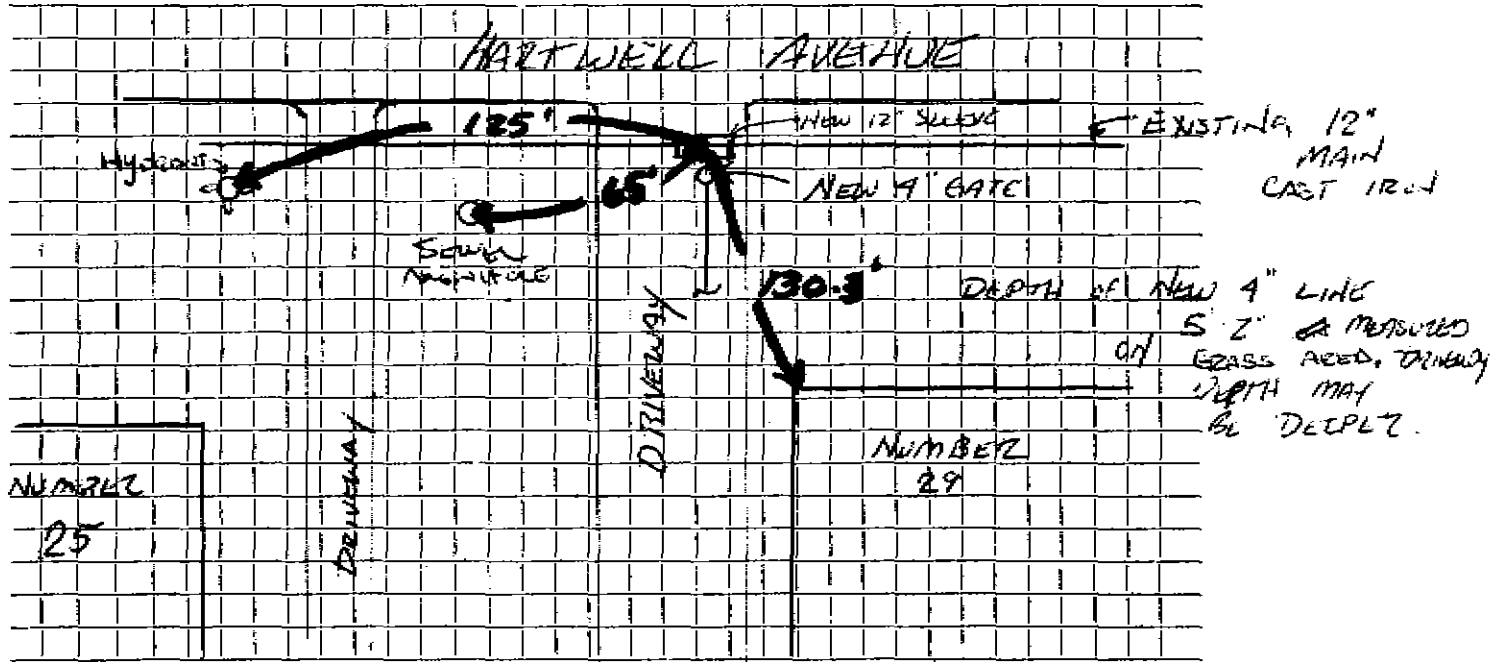 HARTWELL AVENUE
125'
NEW 12" SLEEVE
EXISTING 12"
MAIN
CAST IRON
Hydrant
65'
NEW 4" GATE
SEWER
MANHOLE
130.3'
DEPTH OF NEW 4" LINE
5' 2" MEASURED
ON GRASS AREA, DRIVEWAY
DEPTH MAY
BE DEEPER.
DRIVEWAY
DRIVEWAY
NUMBER
29
NUMBER
25